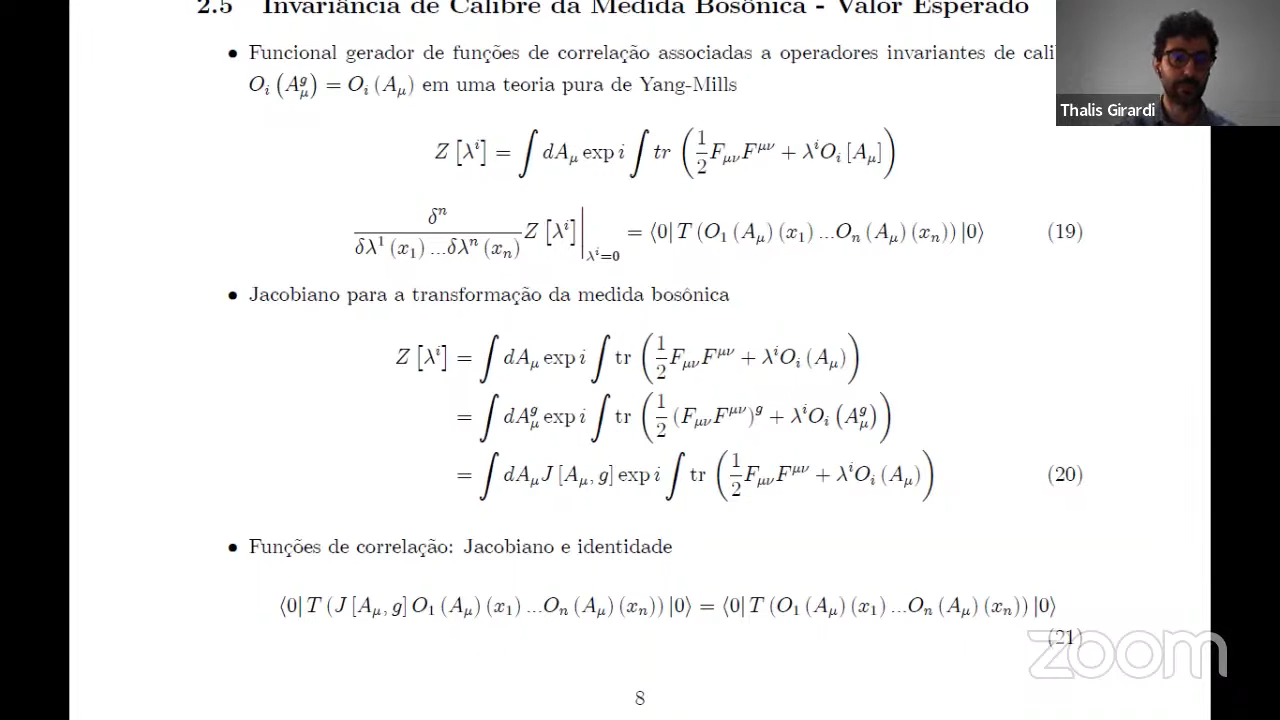 2.5 Invariância de Calibre da Medida Bosônica - Valor Esperado
• Funcional gerador de funções de correlação associadas a operadores invariantes de cali
O_i (A_μ^g) = O_i (A_μ) em uma teoria pura de Yang-Mills
Z [λ^i] = ∫ dA_μ exp i ∫ tr (1/2 F_μν F^μν + λ^i O_i [A_μ])
δ^n / δλ^1 (x_1) ...δλ^n (x_n) Z [λ^i] |_{λ^i=0} = ⟨0| T (O_1 (A_μ) (x_1) ...O_n (A_μ) (x_n)) |0⟩ (19)
• Jacobiano para a transformação da medida bosônica
Z [λ^i] = ∫ dA_μ exp i ∫ tr (1/2 F_μν F^μν + λ^i O_i (A_μ))
= ∫ dA_μ^g exp i ∫ tr (1/2 (F_μν F^μν)^g + λ^i O_i (A_μ^g))
= ∫ dA_μ J [A_μ, g] exp i ∫ tr (1/2 F_μν F^μν + λ^i O_i (A_μ)) (20)
• Funções de correlação: Jacobiano e identidade
⟨0| T (J [A_μ, g] O_1 (A_μ) (x_1) ...O_n (A_μ) (x_n)) |0⟩ = ⟨0| T (O_1 (A_μ) (x_1) ...O_n (A_μ) (x_n)) |0⟩
(21)
8
Thalis Girardi
zoom